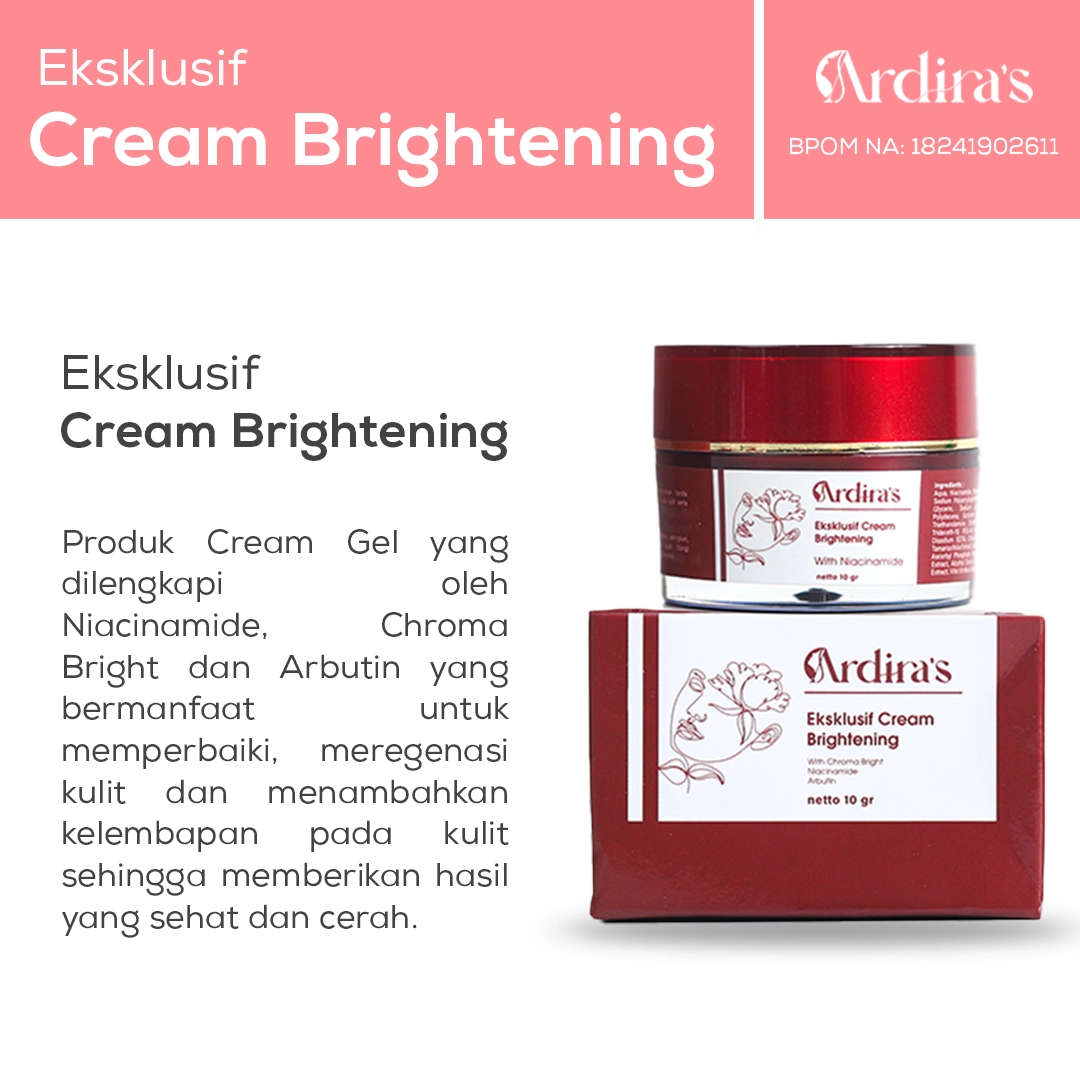 Eksklusif
Cream Brightening
Ardira's
BPOM NA: 18241902611
Eksklusif
Cream Brightening
Produk Cream Gel yang
dilengkapi oleh
Niacinamide, Chroma
Bright dan Arbutin yang
bermanfaat untuk
memperbaiki, meregenasi
kulit dan menambahkan
kelembapan pada kulit
sehingga memberikan hasil
yang sehat dan cerah.
Ardira's
Eksklusif Cream
Brightening
With Niacinamide
netto 10 gr
Ingredients:
Aqua, Niacinamide,
Ardira's
Eksklusif Cream
Brightening
With Chroma Bright
Niacinamide
Arbutin
netto 10 gr